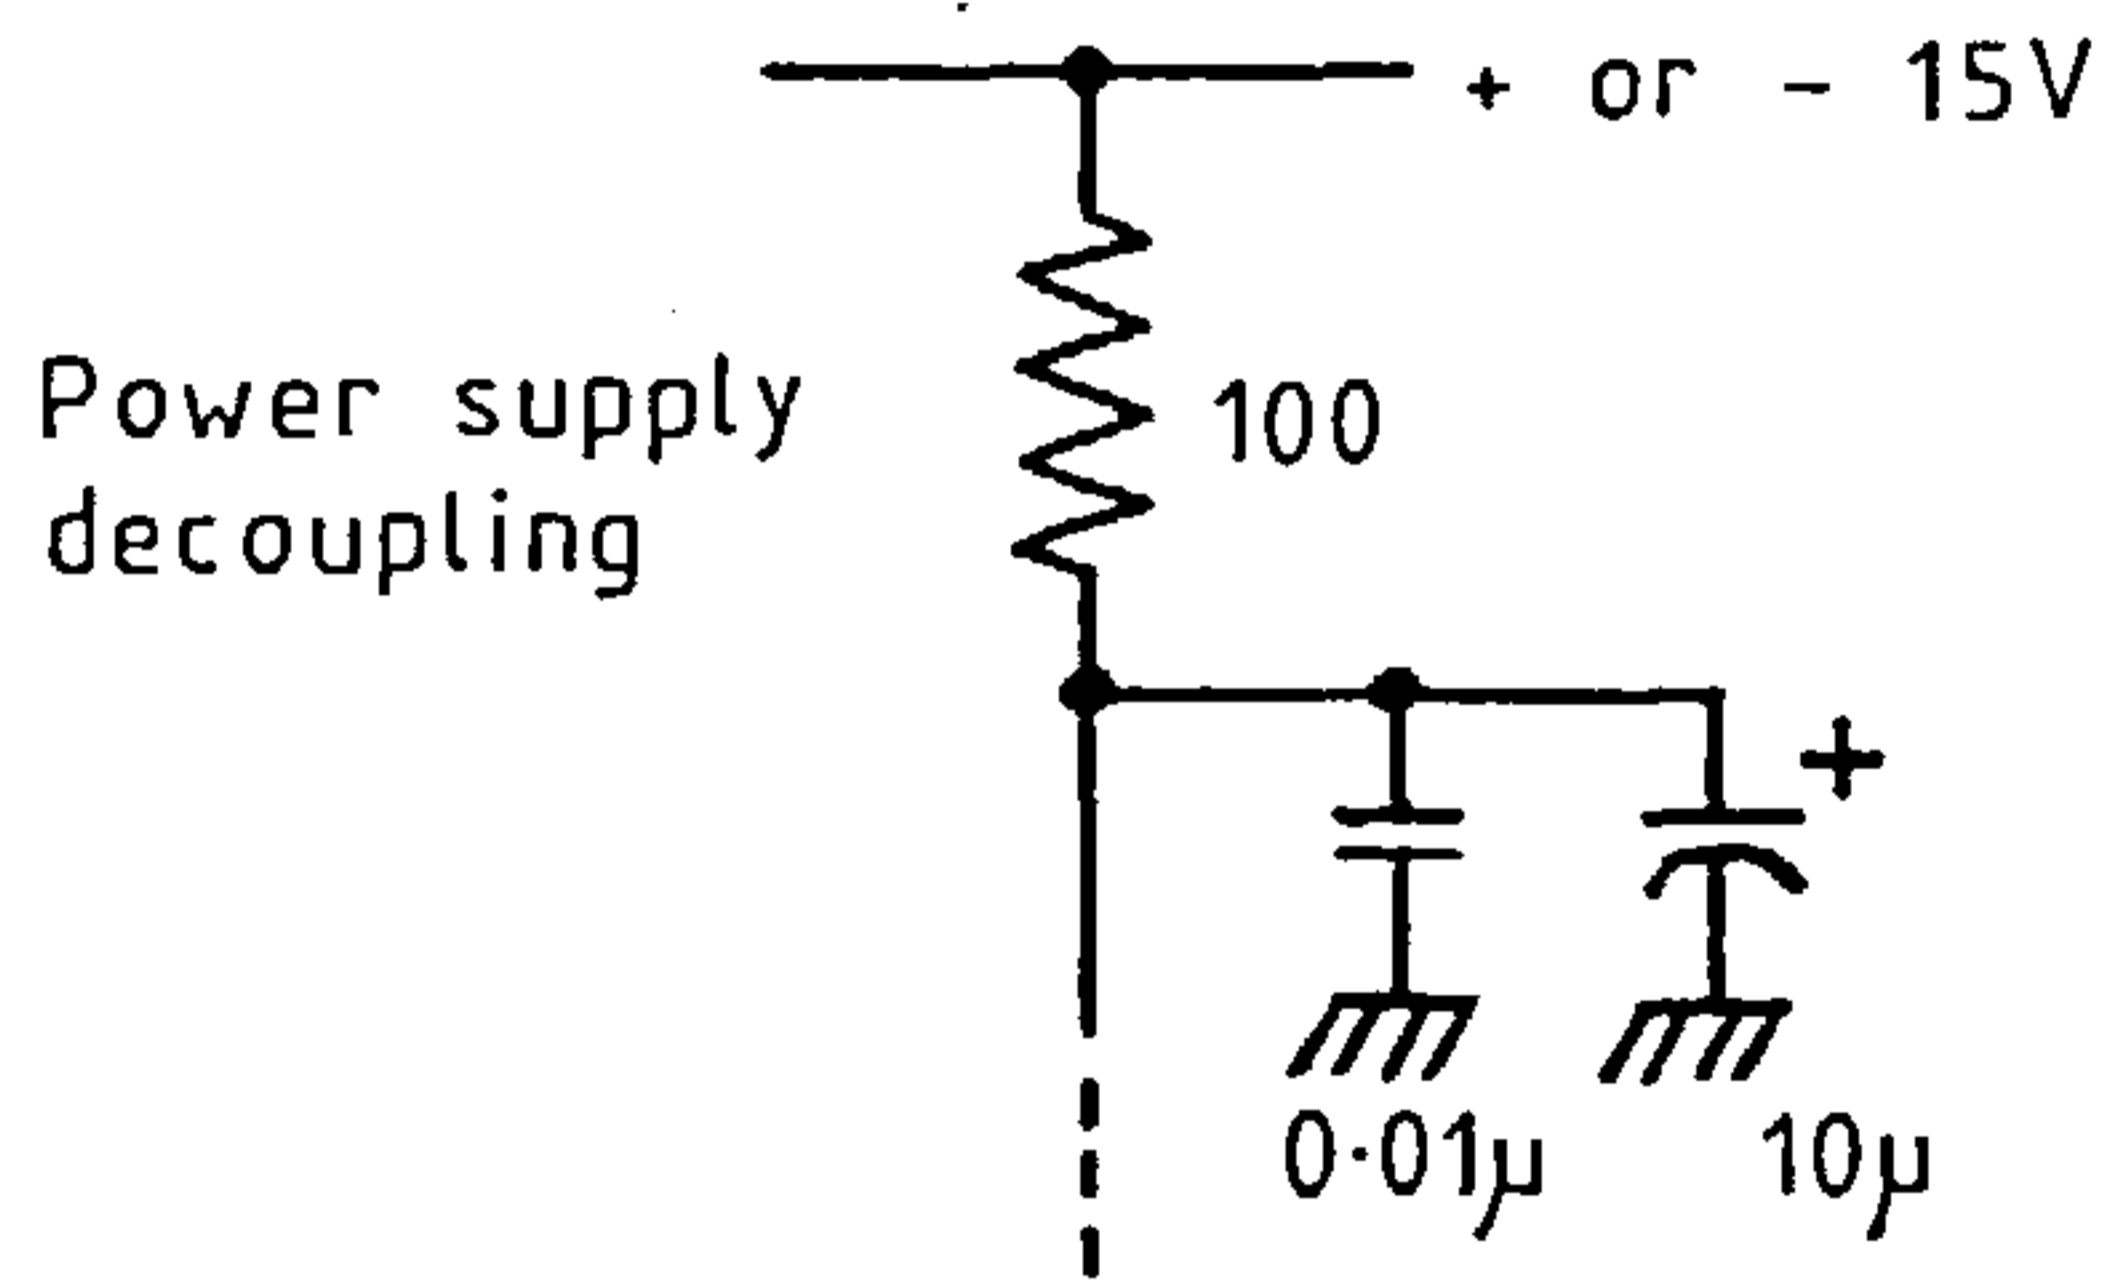 + or - 15V
Power supply
decoupling
100
+
0·01µ
10µ